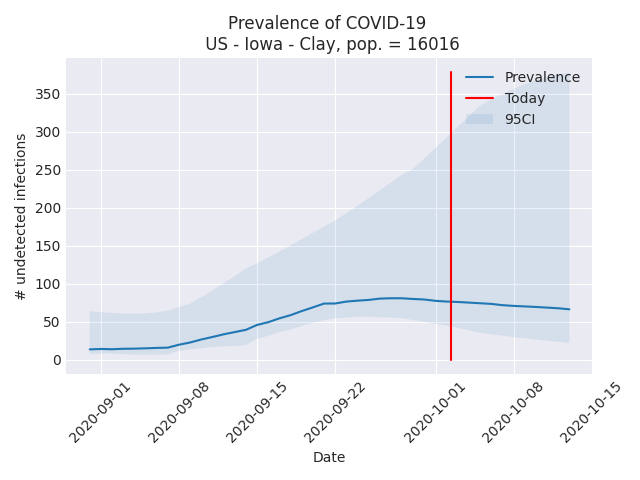 Prevalence of COVID-19
US - Iowa - Clay, pop. = 16016
Prevalence
Today
95CI
350
300
250
200
150
100
50
0
# undetected infections
2020-09-01
2020-09-08
2020-09-15
2020-09-22
2020-10-01
2020-10-08
2020-10-15
Date